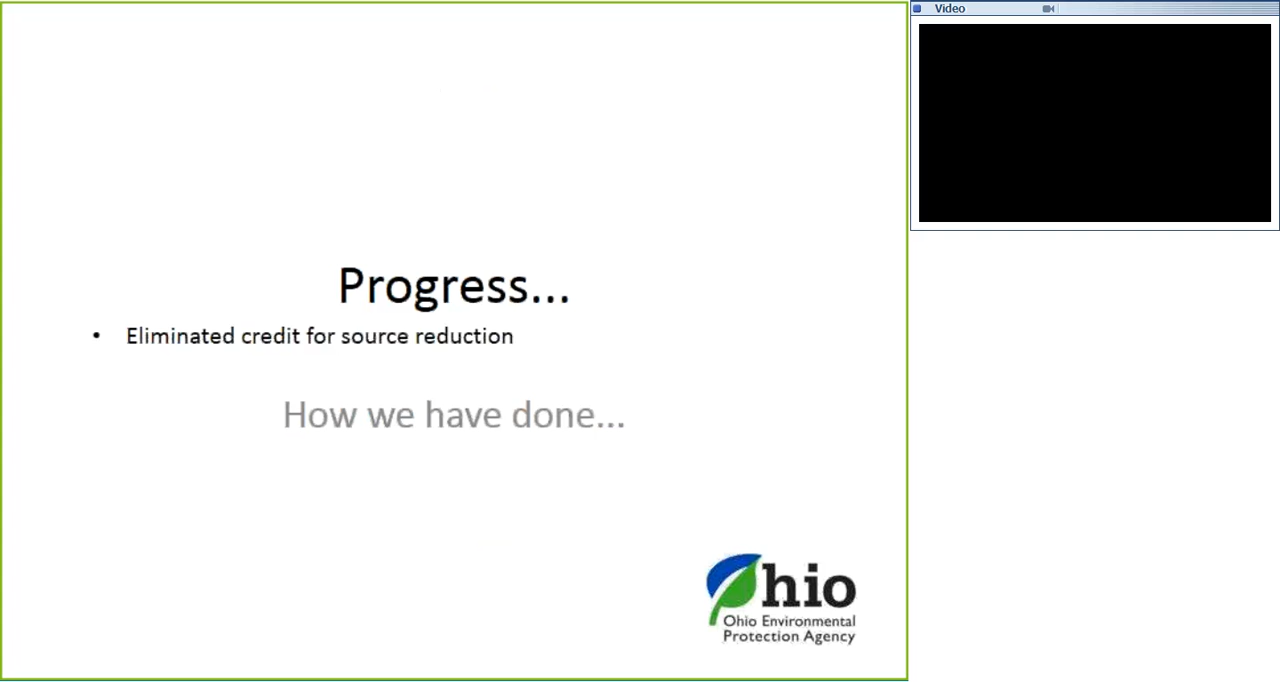 Video
Progress...
• Eliminated credit for source reduction
How we have done...
Ohio
Ohio Environmental
Protection Agency